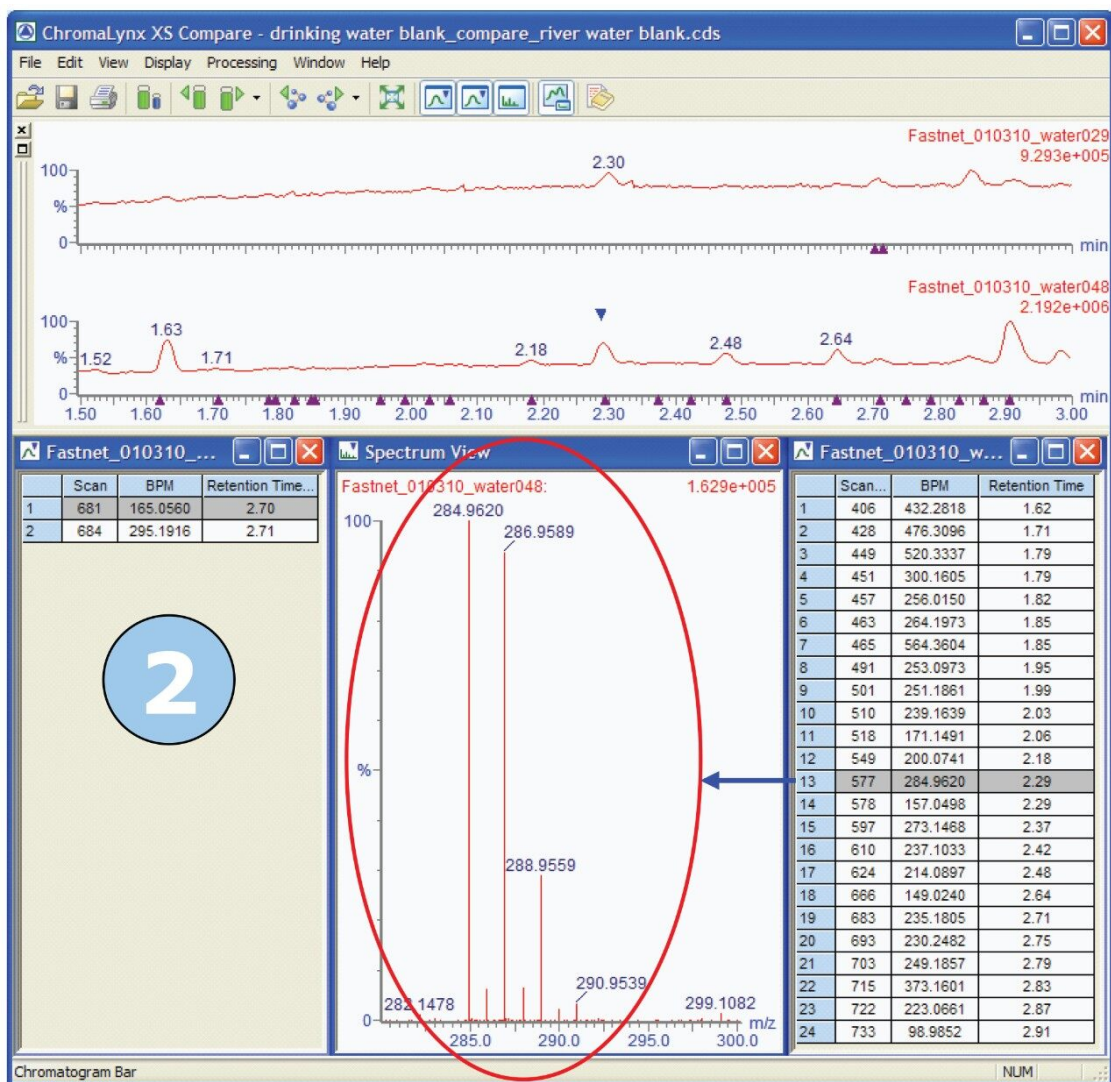 ChromaLynx XS Compare - drinking water blank_compare_river water blank.cds
File Edit View Display Processing Window Help
Fastnet_010310_water029
9.293e+005
100
%
0
2.30
min
Fastnet_010310_water048
2.192e+006
100
%
0
1.52 1.63 1.71 2.18 2.48 2.64
1.50 1.60 1.70 1.80 1.90 2.00 2.10 2.20 2.30 2.40 2.50 2.60 2.70 2.80 2.90 3.00
min
Fastnet_010310_...
Scan BPM Retention Time...
1 681 165.0560 2.70
2 684 295.1916 2.71
2
Spectrum View
Fastnet_010310_water048: 1.629e+005
100
%
0
284.9620
286.9589
288.9559
290.9539
282.1478
299.1082
m/z
285.0 290.0 295.0 300.0
Fastnet_010310_w...
Scan... BPM Retention Time
1 406 432.2818 1.62
2 428 476.3096 1.71
3 449 520.3337 1.79
4 451 300.1605 1.79
5 457 256.0150 1.82
6 463 264.1973 1.85
7 465 564.3604 1.85
8 491 253.0973 1.95
9 501 251.1861 1.99
10 510 239.1639 2.03
11 518 171.1491 2.06
12 549 200.0741 2.18
13 577 284.9620 2.29
14 578 157.0498 2.29
15 597 273.1468 2.37
16 610 237.1033 2.42
17 624 214.0897 2.48
18 666 149.0240 2.64
19 683 235.1805 2.71
20 693 230.2482 2.75
21 703 249.1857 2.79
22 715 373.1601 2.83
23 722 223.0661 2.87
24 733 98.9852 2.91
Chromatogram Bar
NUM